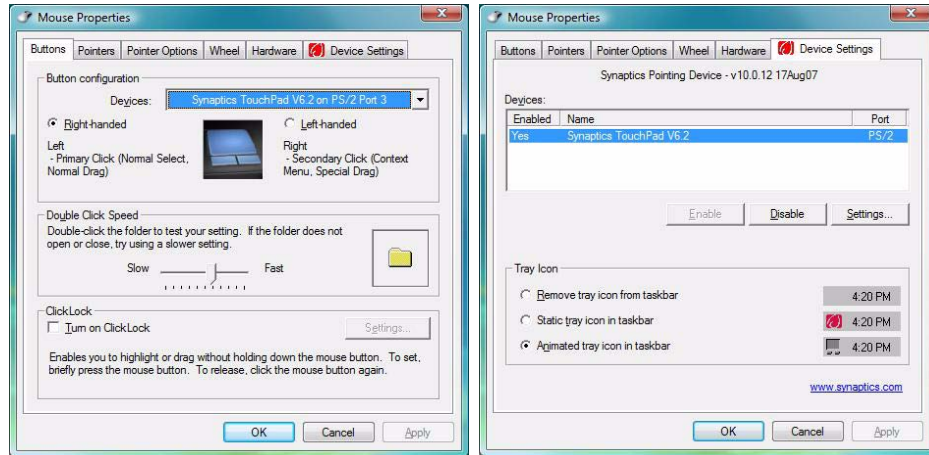 Mouse Properties
Buttons Pointers Pointer Options Wheel Hardware Device Settings
Button configuration
Devices: Synaptics TouchPad V6.2 on PS/2 Port 3
Right-handed
Left-handed
Left
- Primary Click (Normal Select,
Normal Drag)
Right
- Secondary Click (Context
Menu, Special Drag)
Double Click Speed
Double-click the folder to test your setting. If the folder does not
open or close, try using a slower setting.
Slow Fast
ClickLock
Turn on ClickLock
Settings...
Enables you to highlight or drag without holding down the mouse button. To set,
briefly press the mouse button. To release, click the mouse button again.
OK Cancel Apply
Mouse Properties
Buttons Pointers Pointer Options Wheel Hardware Device Settings
Synaptics Pointing Device - v10.0.12 17Aug07
Devices:
Enabled Name Port
Yes Synaptics TouchPad V6.2 PS/2
Enable Disable Settings...
Tray Icon
Remove tray icon from taskbar 4:20 PM
Static tray icon in taskbar 4:20 PM
Animated tray icon in taskbar 4:20 PM
www.synaptics.com
OK Cancel Apply